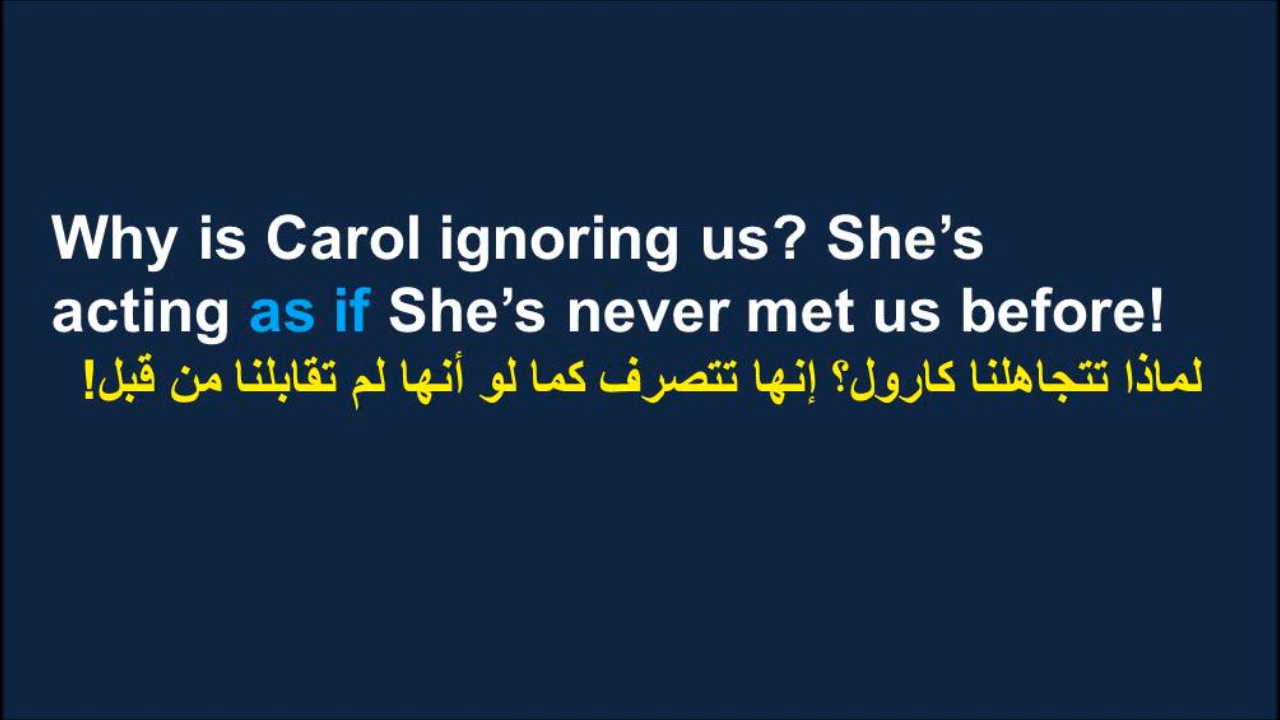 Why is Carol ignoring us? She’s
acting as if She’s never met us before!
لماذا تتجاهلنا كارول؟ إنها تتصرف كما لو أنها لم تقابلنا من قبل!